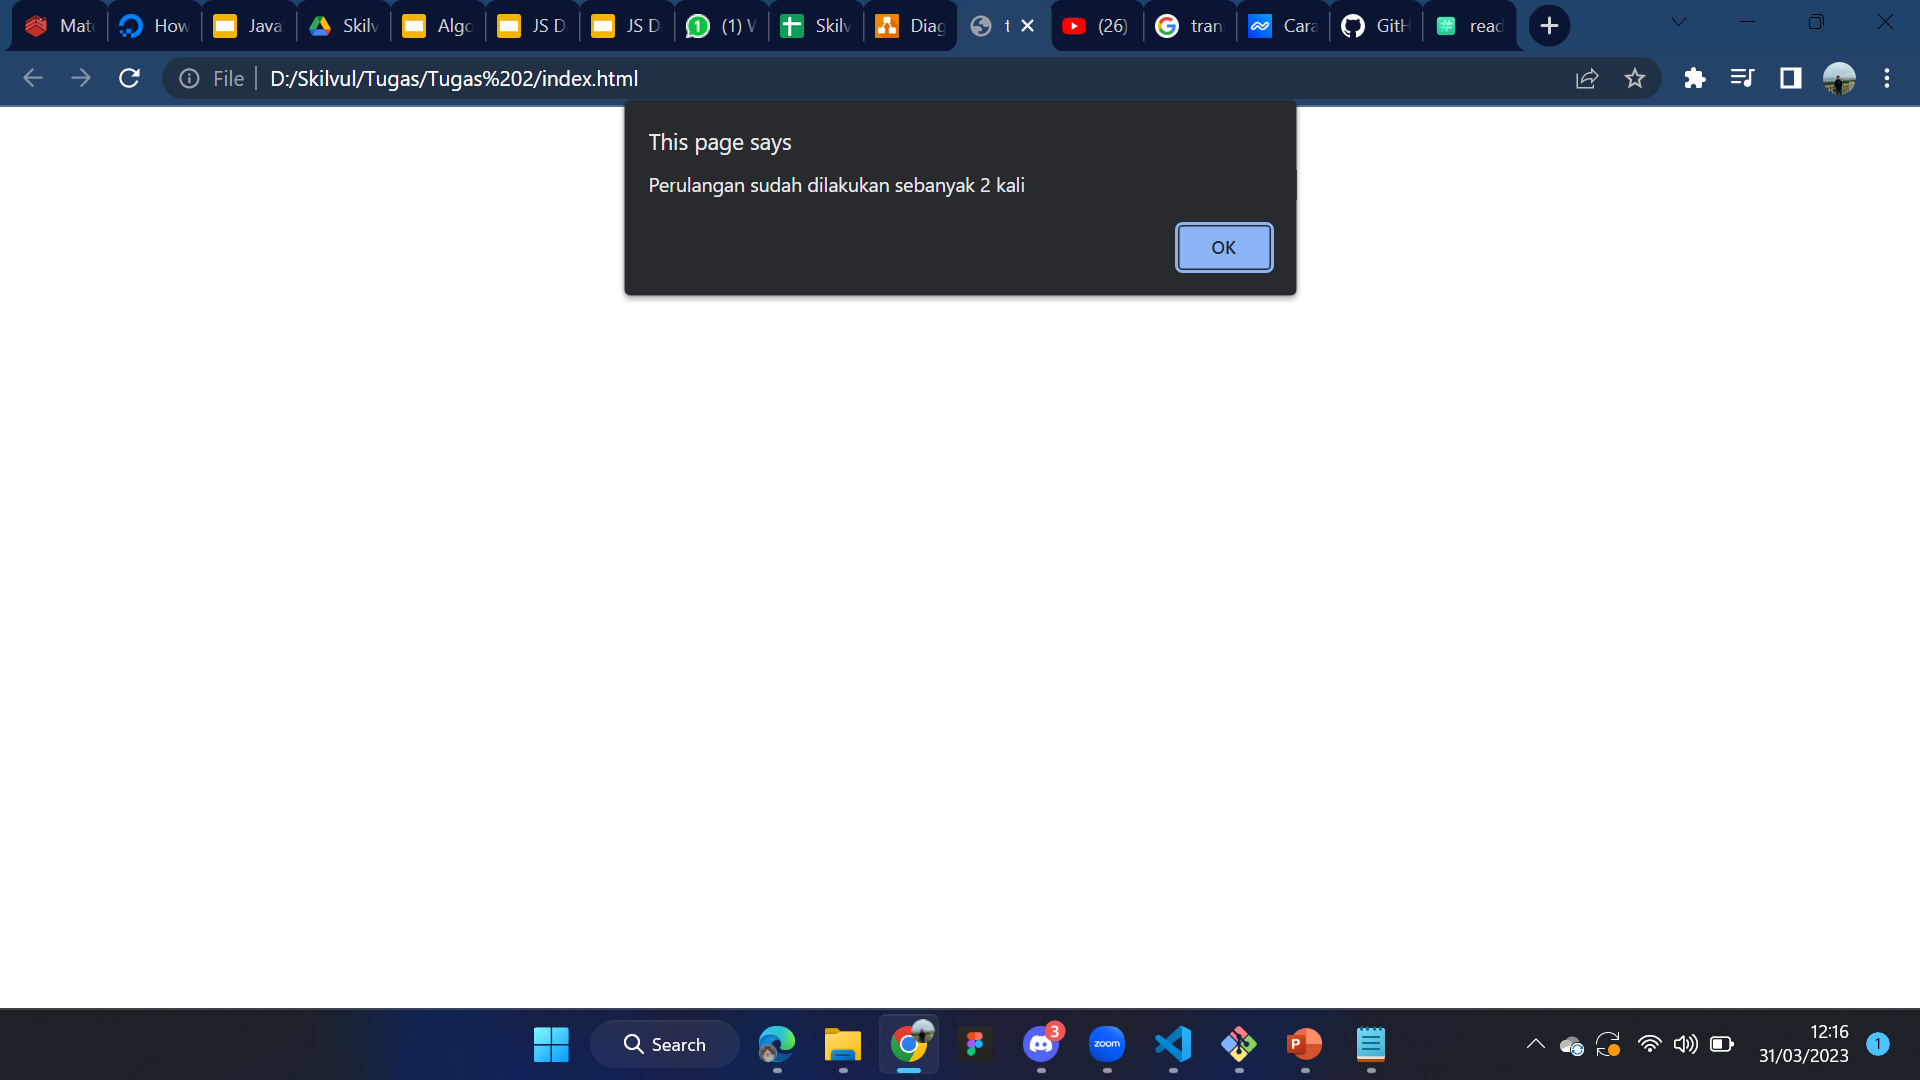 Mat
How
Java
Skilv
Algo
JS D
JS D
(1) W
Skilv
Diag
t
(26)
tran
Cara
GitH
read
File
D:/Skilvul/Tugas/Tugas%202/index.html
This page says
Perulangan sudah dilakukan sebanyak 2 kali
OK
Search
3
zoom
12:16
31/03/2023
1